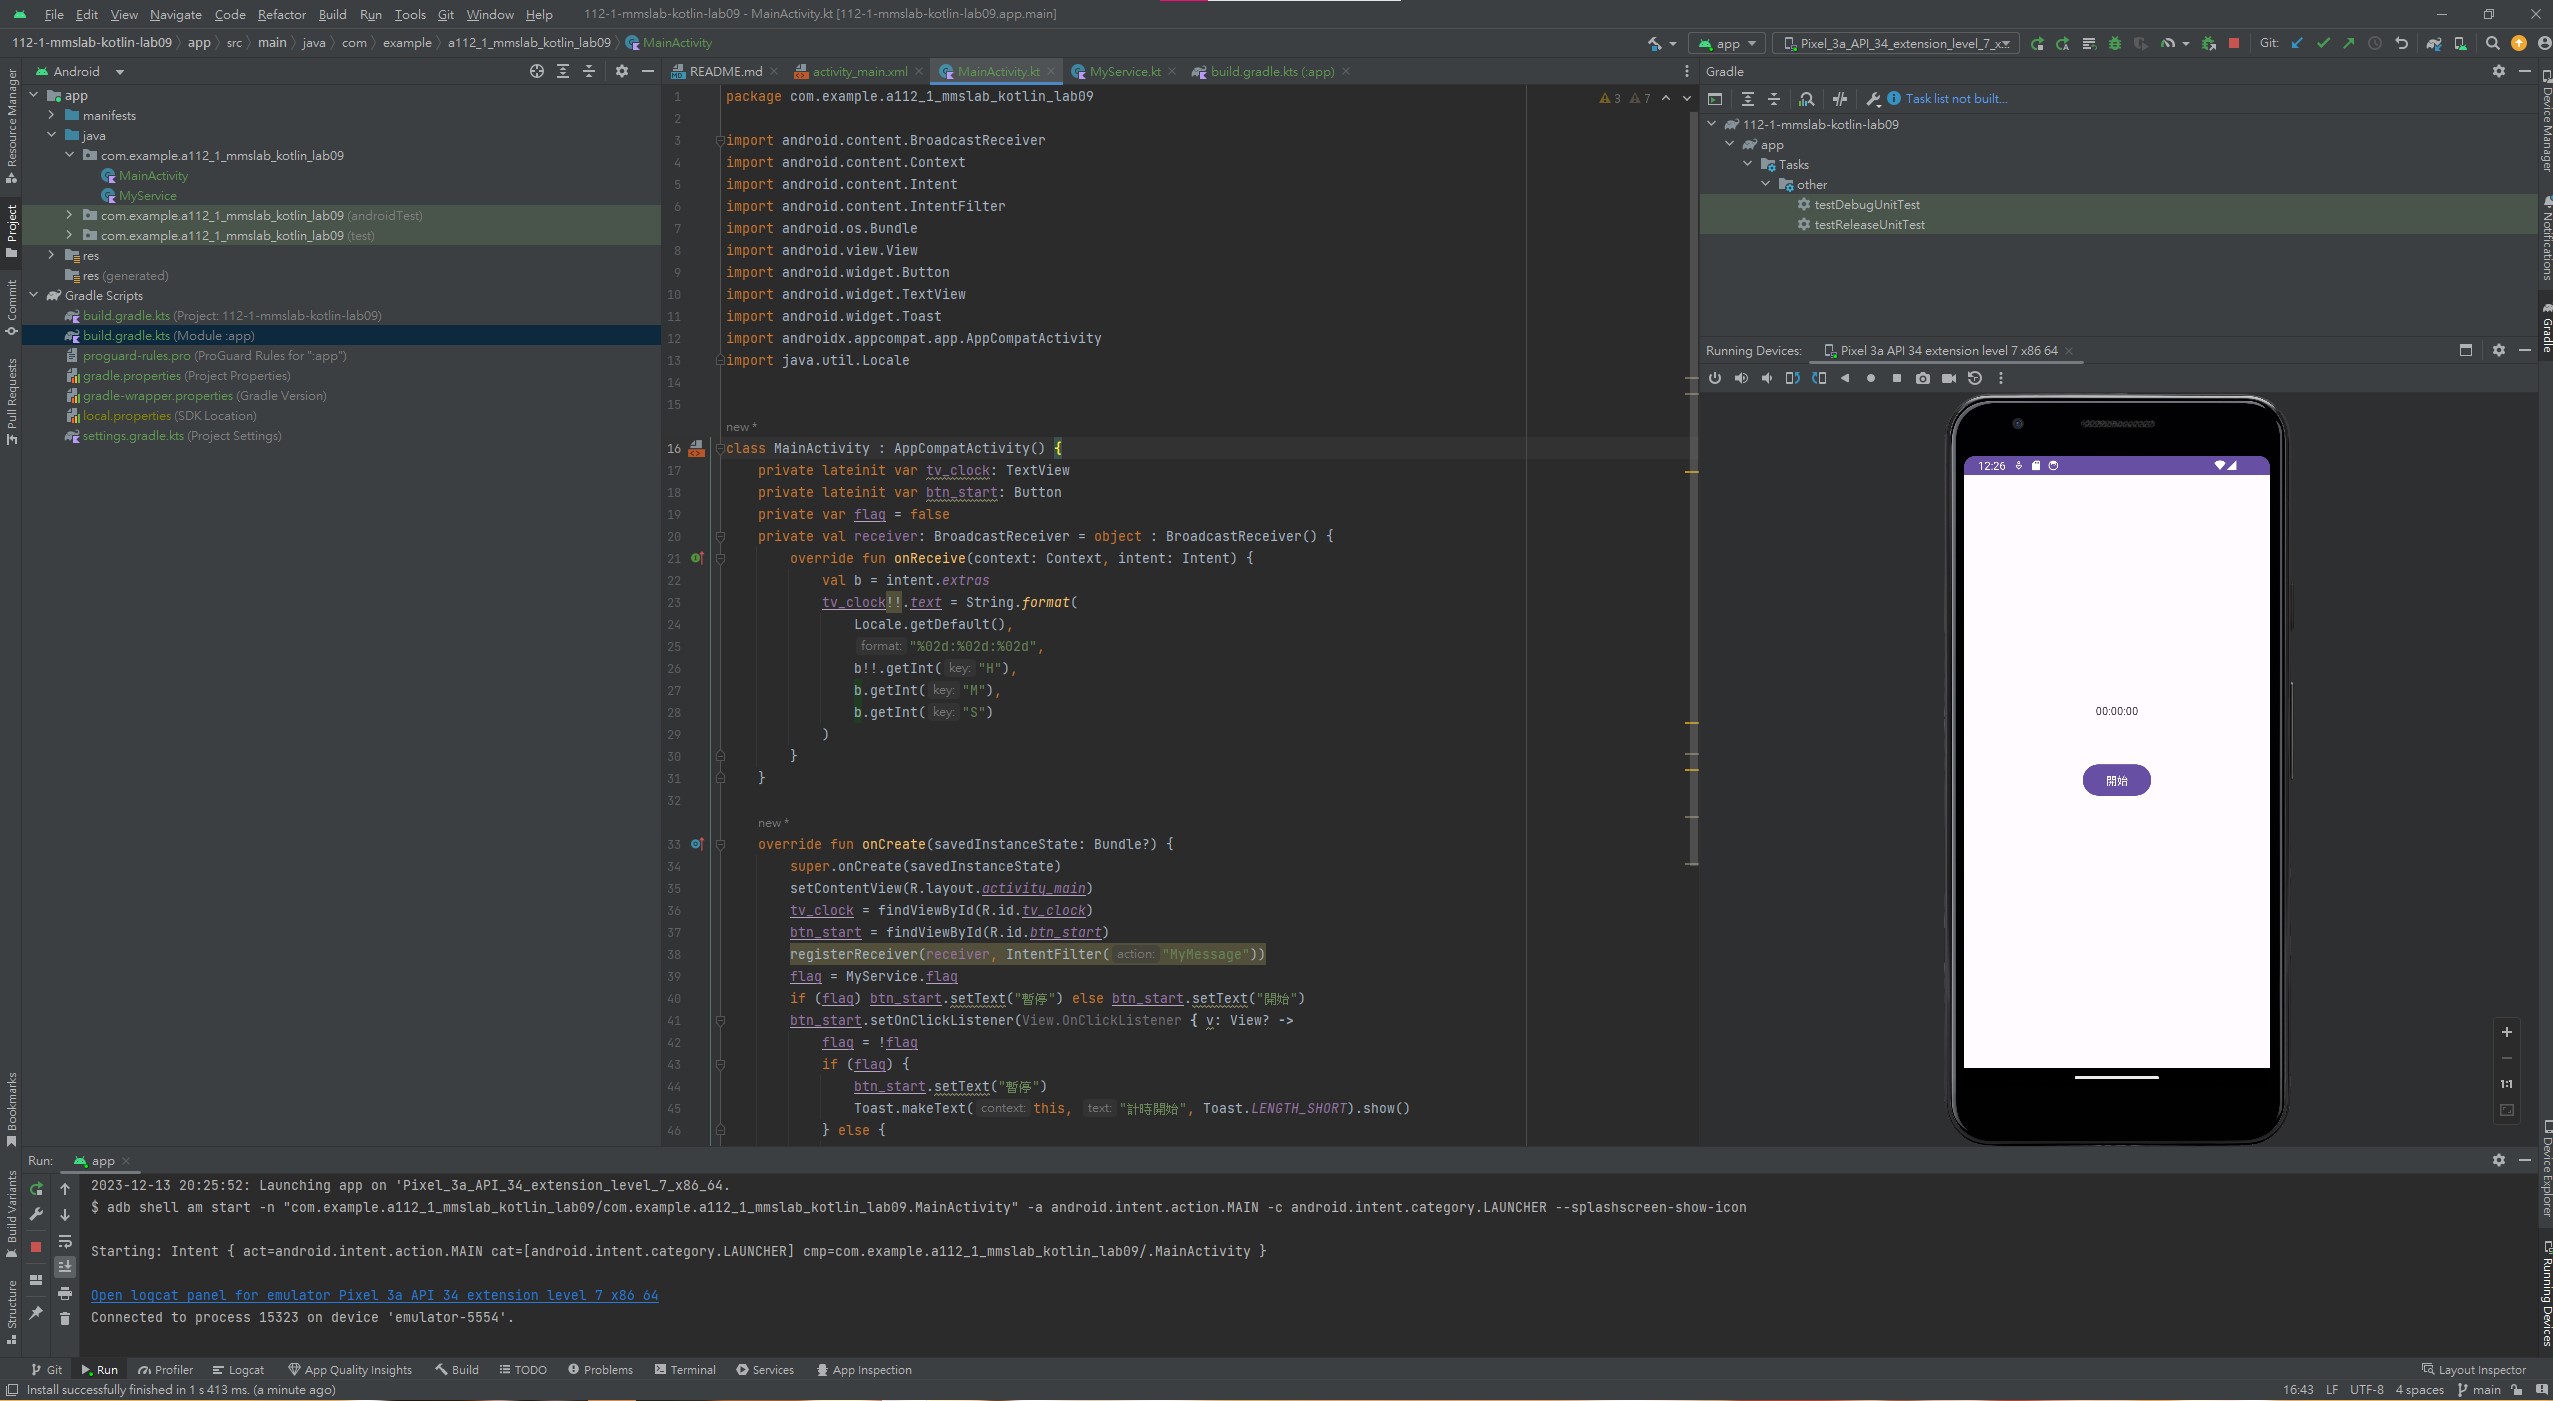 File Edit View Navigate Code Refactor Build Run Tools Git Window Help 112-1-mmslab-kotlin-lab09 - MainActivity.kt [112-1-mmslab-kotlin-lab09.app.main]
112-1-mmslab-kotlin-lab09 app src main java com example a112_1_mmslab_kotlin_lab09 MainActivity app Pixel_3a_API_34_extension_level_7_x... Git:
Android
app
manifests
java
com.example.a112_1_mmslab_kotlin_lab09
MainActivity
MyService
com.example.a112_1_mmslab_kotlin_lab09 (androidTest)
com.example.a112_1_mmslab_kotlin_lab09 (test)
res
res (generated)
Gradle Scripts
build.gradle.kts (Project: 112-1-mmslab-kotlin-lab09)
build.gradle.kts (Module :app)
proguard-rules.pro (ProGuard Rules for ":app")
gradle.properties (Project Properties)
gradle-wrapper.properties (Gradle Version)
local.properties (SDK Location)
settings.gradle.kts (Project Settings)
Resource Manager
Project
Commit
Pull Requests
Bookmarks
Build Variants
Structure
README.md activity_main.xml MainActivity.kt MyService.kt build.gradle.kts (:app)
3 7
1 package com.example.a112_1_mmslab_kotlin_lab09
2
3 import android.content.BroadcastReceiver
4 import android.content.Context
5 import android.content.Intent
6 import android.content.IntentFilter
7 import android.os.Bundle
8 import android.view.View
9 import android.widget.Button
10 import android.widget.TextView
11 import android.widget.Toast
12 import androidx.appcompat.app.AppCompatActivity
13 import java.util.Locale
14
15
new *
16 class MainActivity : AppCompatActivity() {
17 private lateinit var tv_clock: TextView
18 private lateinit var btn_start: Button
19 private var flag = false
20 private val receiver: BroadcastReceiver = object : BroadcastReceiver() {
21 override fun onReceive(context: Context, intent: Intent) {
22 val b = intent.extras
23 tv_clock!!.text = String.format(
24 Locale.getDefault(),
25 format: "%02d:%02d:%02d",
26 b!!.getInt( key: "H"),
27 b.getInt( key: "M"),
28 b.getInt( key: "S")
29 )
30 }
31 }
32
new *
33 override fun onCreate(savedInstanceState: Bundle?) {
34 super.onCreate(savedInstanceState)
35 setContentView(R.layout.activity_main)
36 tv_clock = findViewById(R.id.tv_clock)
37 btn_start = findViewById(R.id.btn_start)
38 registerReceiver(receiver, IntentFilter( action: "MyMessage"))
39 flag = MyService.flag
40 if (flag) btn_start.setText("暫停") else btn_start.setText("開始")
41 btn_start.setOnClickListener(View.OnClickListener { v: View? ->
42 flag = !flag
43 if (flag) {
44 btn_start.setText("暫停")
45 Toast.makeText( context: this, text: "計時開始", Toast.LENGTH_SHORT).show()
46 } else {
Gradle
Task list not built...
112-1-mmslab-kotlin-lab09
app
Tasks
other
testDebugUnitTest
testReleaseUnitTest
Running Devices: Pixel 3a API 34 extension level 7 x86 64
12:26
00:00:00
開始
1:1
Device Manager
Notifications
Gradle
Device Explorer
Running Devices
Run: app
2023-12-13 20:25:52: Launching app on 'Pixel_3a_API_34_extension_level_7_x86_64.
$ adb shell am start -n "com.example.a112_1_mmslab_kotlin_lab09/com.example.a112_1_mmslab_kotlin_lab09.MainActivity" -a android.intent.action.MAIN -c android.intent.category.LAUNCHER --splashscreen-show-icon
Starting: Intent { act=android.intent.action.MAIN cat=[android.intent.category.LAUNCHER] cmp=com.example.a112_1_mmslab_kotlin_lab09/.MainActivity }
Open logcat panel for emulator Pixel 3a API 34 extension level 7 x86 64
Connected to process 15323 on device 'emulator-5554'.
Git Run Profiler Logcat App Quality Insights Build TODO Problems Terminal Services App Inspection Layout Inspector
Install successfully finished in 1 s 413 ms. (a minute ago) 16:43 LF UTF-8 4 spaces main